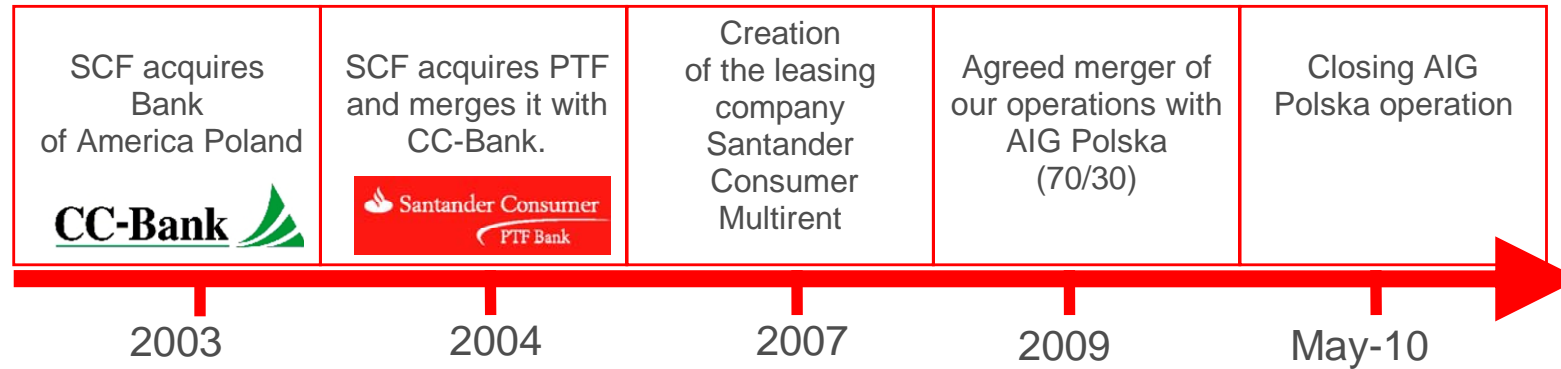 SCF acquires
Bank
of America Poland
CC-Bank
SCF acquires PTF
and merges it with
CC-Bank.
Santander Consumer
PTF Bank
Creation
of the leasing
company
Santander
Consumer
Multirent
Agreed merger of
our operations with
AIG Polska
(70/30)
Closing AIG
Polska operation
2003
2004
2007
2009
May-10